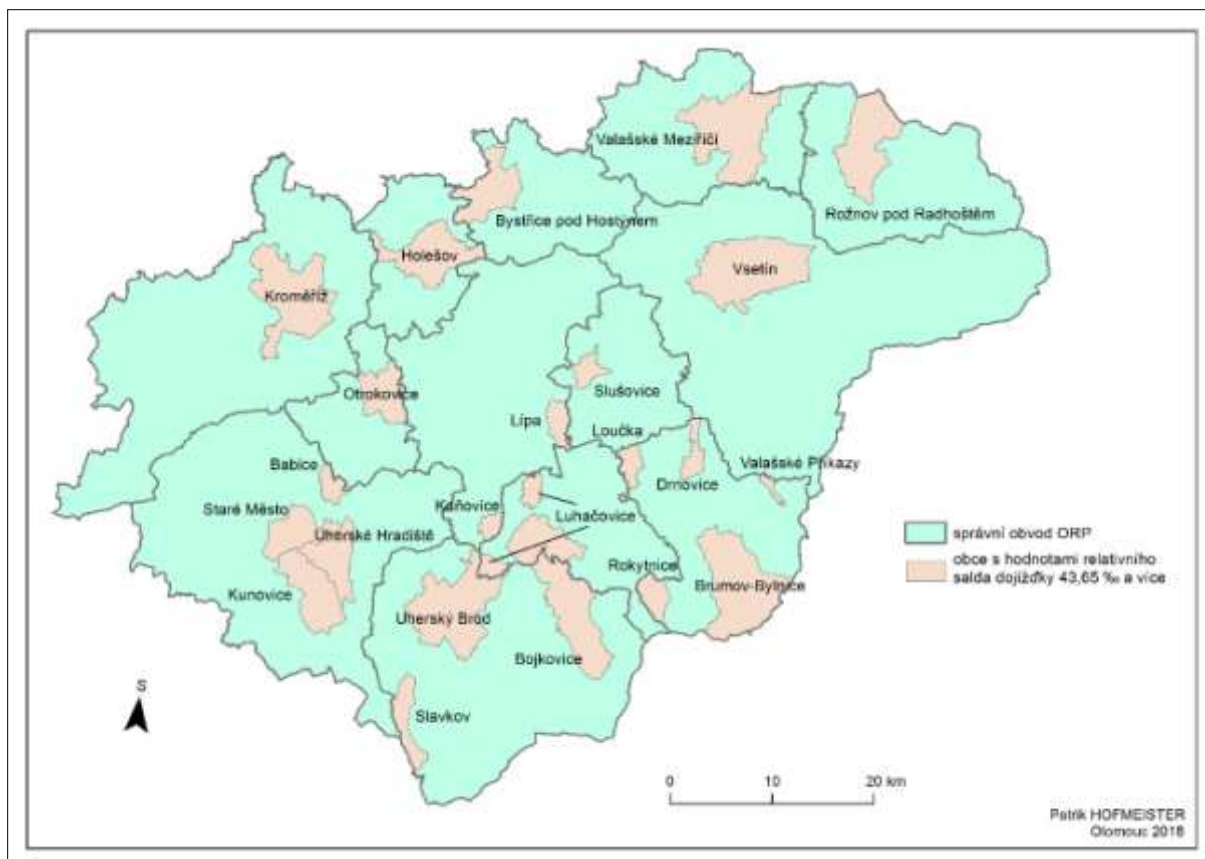 Valašské Meziříčí
Rožnov pod Radhoštěm
Bystřice pod Hostýnem
Holešov
Vsetín
Kroměříž
Otrokovice
Slušovice
Lípa
Loučka
Babice
Valašské Příkazy
Drnovice
Kaňovice
Staré Město
Luhačovice
Uherské Hradiště
Rokytnice
Brumov-Bylnice
Kunovice
Uherský Brod
Bojkovice
Slavkov
správní obvod ORP
obce s hodnotami relativního
salda dojížďky 43,65 ‰ a více
S
0 10 20 km
Patrik HOFMEISTER
Olomouc 2018